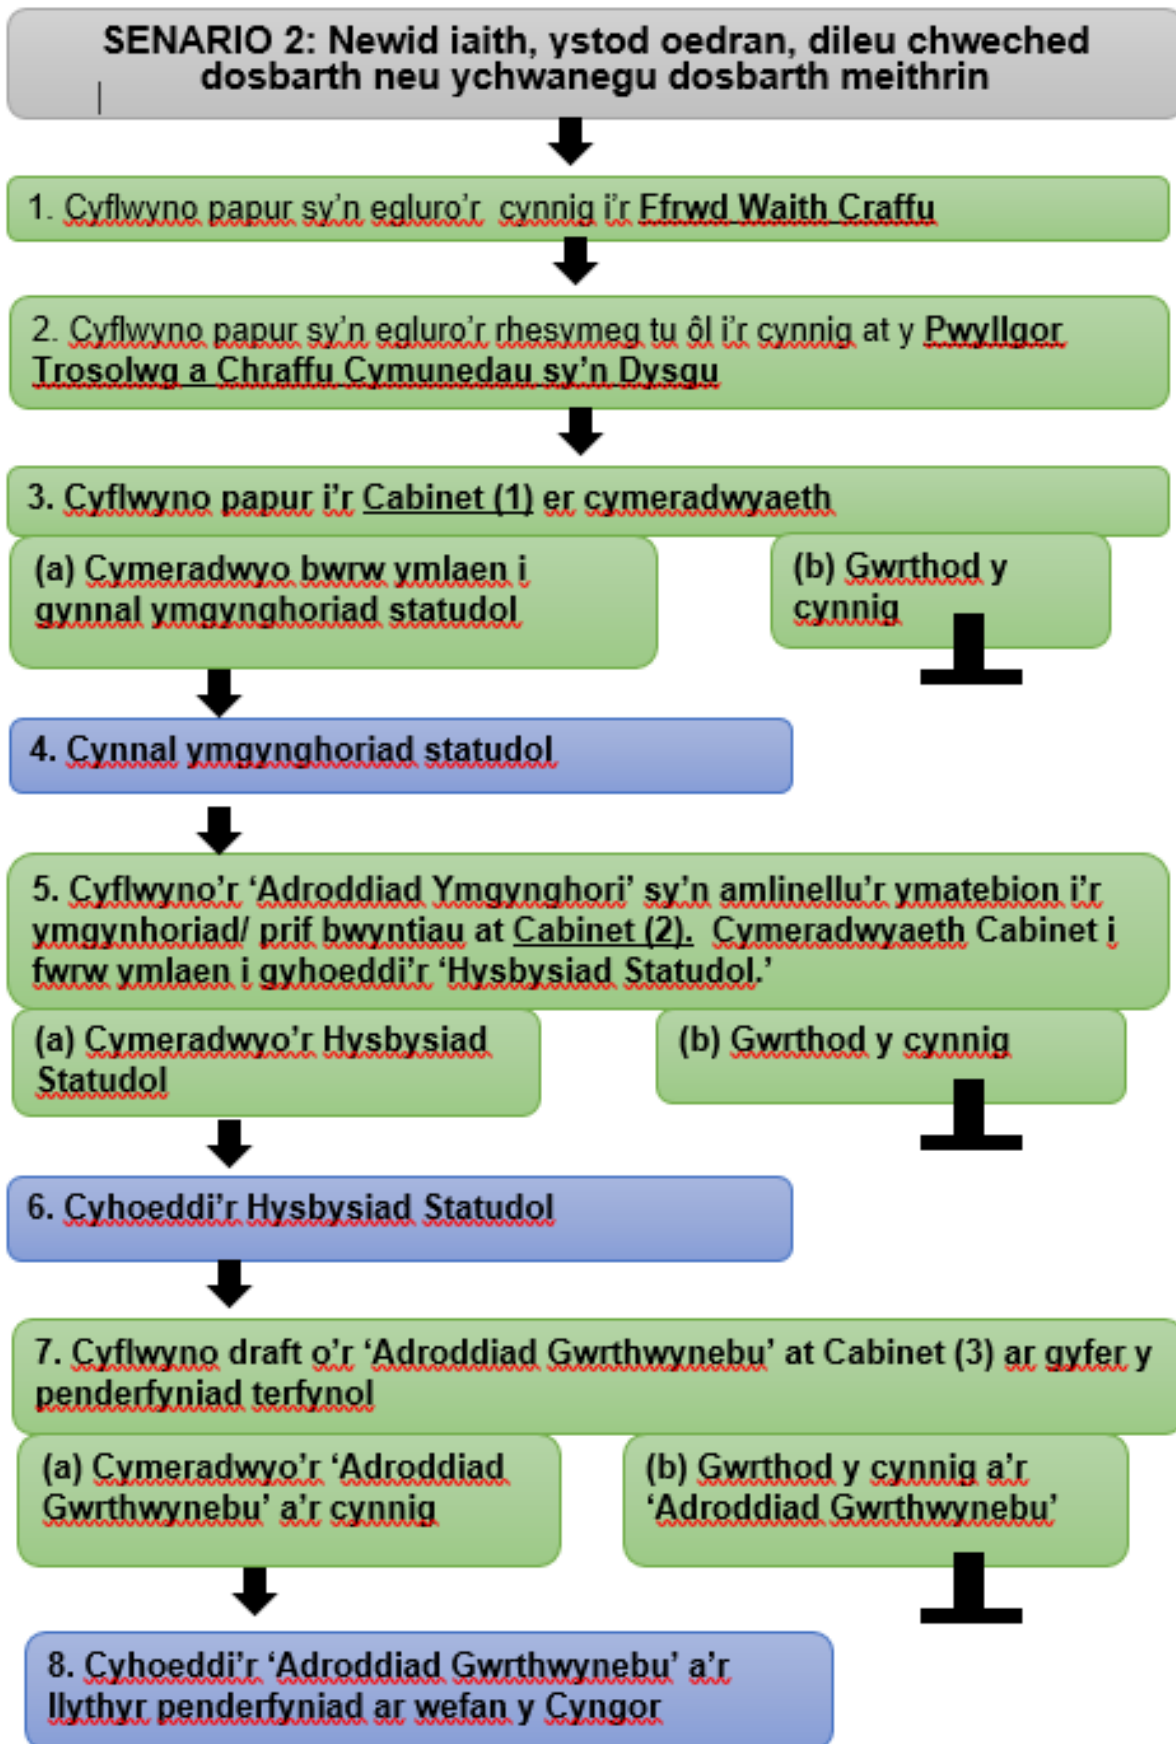 SENARIO 2: Newid iaith, ystod oedran, dileu chweched
dosbarth neu ychwanegu dosbarth meithrin
1. Cyflwyno papur sy’n egluro’r cynnig i’r Ffrwd Waith Craffu
2. Cyflwyno papur sy’n egluro’r rhesymeg tu ôl i’r cynnig at y Pwyllgor
Trosolwg a Chraffu Cymunedau sy’n Dysgu
3. Cyflwyno papur i’r Cabinet (1) er cymeradwyaeth
(a) Cymeradwyo bwrw ymlaen i
gynnal ymgynghoriad statudol
(b) Gwrthod y
cynnig
4. Cynnal ymgynghoriad statudol
5. Cyflwyno’r ‘Adroddiad Ymgynghori’ sy’n amlinellu’r ymatebion i’r
ymgynhoriad/ prif bwyntiau at Cabinet (2). Cymeradwyaeth Cabinet i
fwrw ymlaen i gyhoeddi’r ‘Hysbysiad Statudol.’
(a) Cymeradwyo’r Hysbysiad
Statudol
(b) Gwrthod y cynnig
6. Cyhoeddi’r Hysbysiad Statudol
7. Cyflwyno draft o’r ‘Adroddiad Gwrthwynebu’ at Cabinet (3) ar gyfer y
penderfyniad terfynol
(a) Cymeradwyo’r ‘Adroddiad
Gwrthwynebu’ a’r cynnig
(b) Gwrthod y cynnig a’r
‘Adroddiad Gwrthwynebu’
8. Cyhoeddi’r ‘Adroddiad Gwrthwynebu’ a’r
llythyr penderfyniad ar wefan y Cyngor